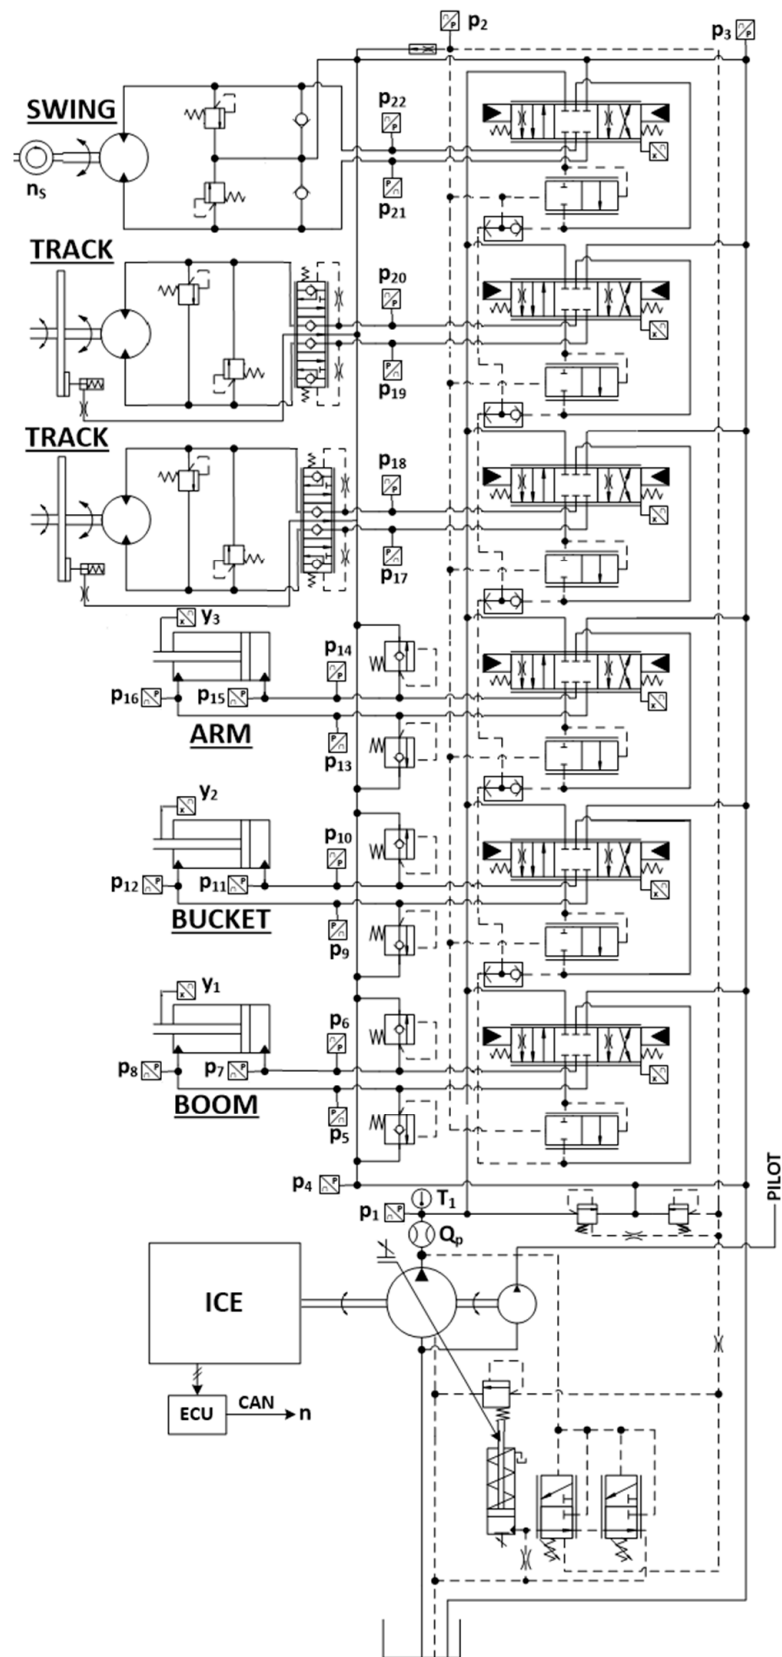 p2
p3
SWING
p22
nS
p21
TRACK
p20
p19
TRACK
p18
p17
y3
p14
p16
p15
ARM
p13
y2
p10
p12
p11
BUCKET
p9
y1
p6
p8
p7
BOOM
p5
p4
T1
p1
Qp
PILOT
ICE
ECU
CAN
n